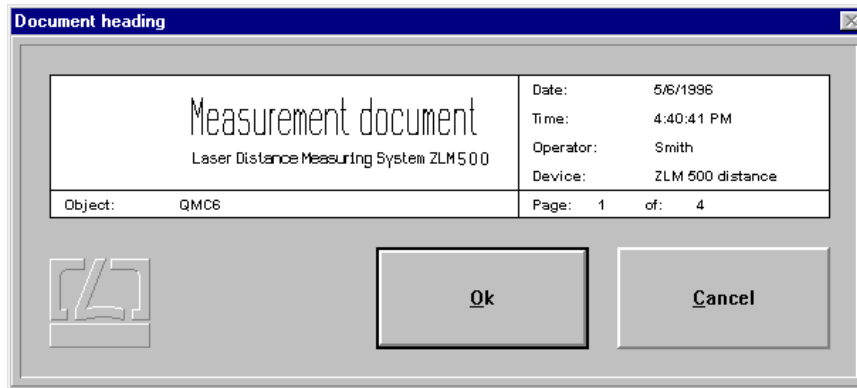 Document heading
Measurement document
Laser Distance Measuring System ZLM500
Date: 5/6/1996
Time: 4:40:41 PM
Operator: Smith
Device: ZLM 500 distance
Object: QMC6
Page: 1 of: 4
Ok
Cancel